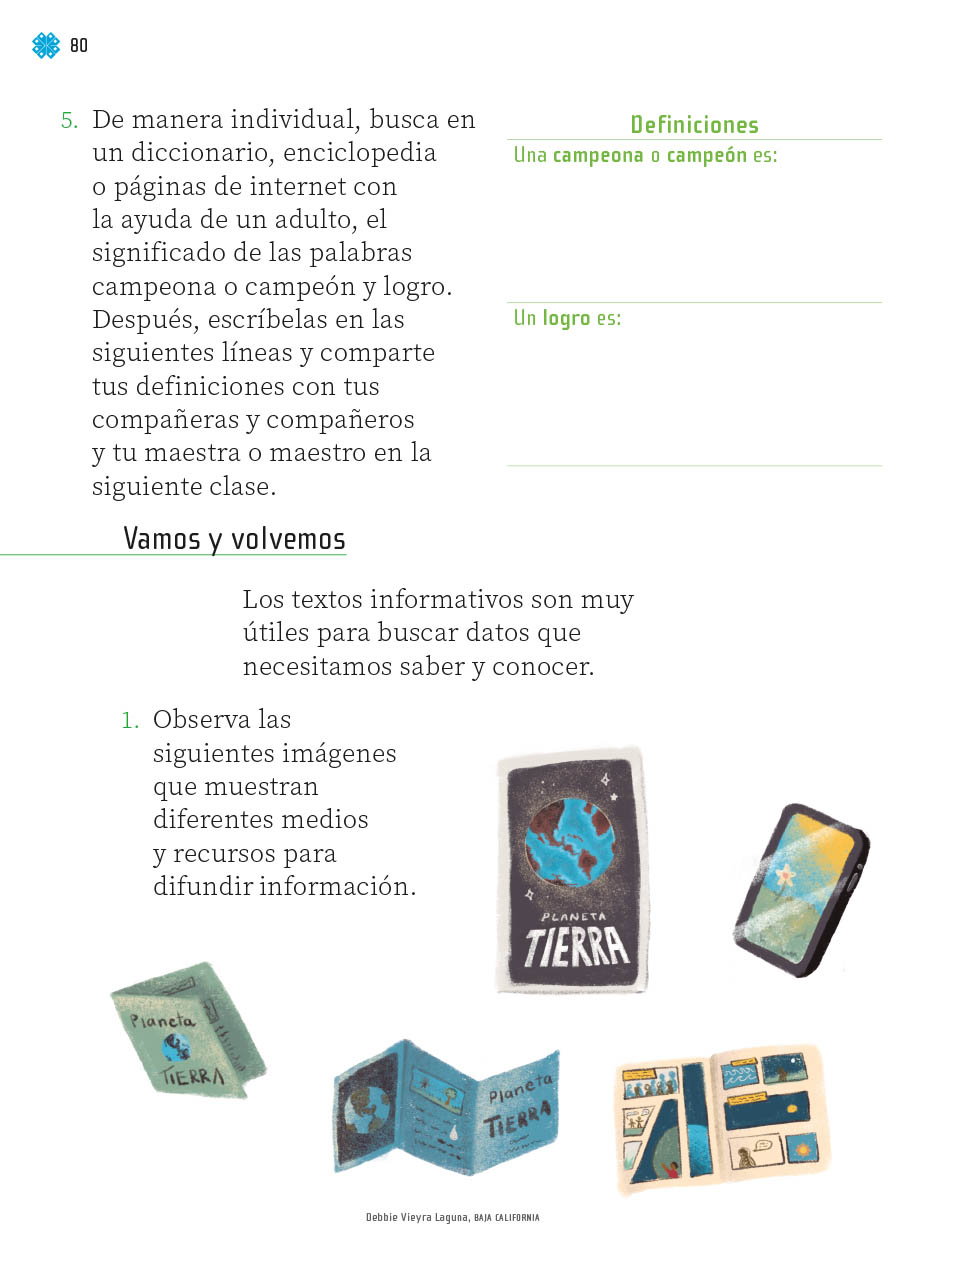 80
5. De manera individual, busca en
un diccionario, enciclopedia
o páginas de internet con
la ayuda de un adulto, el
significado de las palabras
campeona o campeón y logro.
Después, escríbelas en las
siguientes líneas y comparte
tus definiciones con tus
compañeras y compañeros
y tu maestra o maestro en la
siguiente clase.
Definiciones
Una campeona o campeón es:
Un logro es:
Vamos y volvemos
Los textos informativos son muy
útiles para buscar datos que
necesitamos saber y conocer.
1. Observa las
siguientes imágenes
que muestran
diferentes medios
y recursos para
difundir información.
PLANETA
TIERRA
Planeta
TIERRA
Planeta
TIERRA
Debbie Vieyra Laguna, BAJA CALIFORNIA